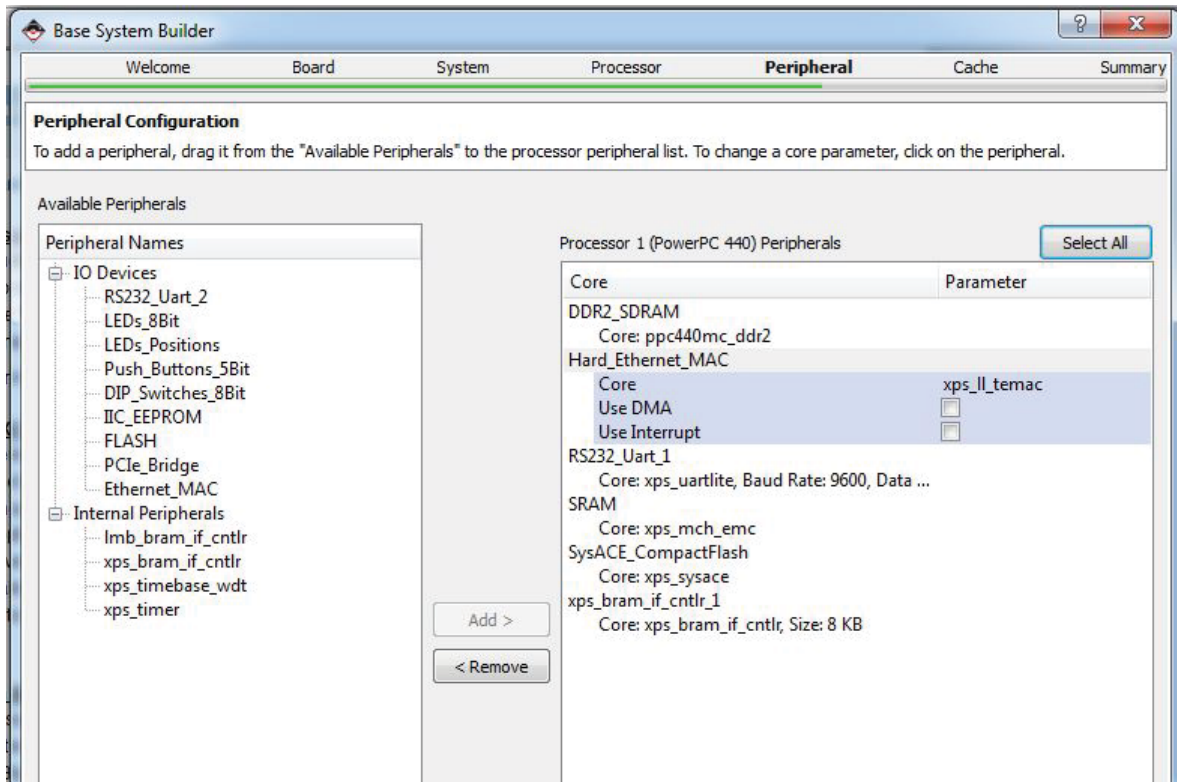 Base System Builder
Welcome Board System Processor Peripheral Cache Summary
Peripheral Configuration
To add a peripheral, drag it from the "Available Peripherals" to the processor peripheral list. To change a core parameter, click on the peripheral.
Available Peripherals
Peripheral Names
IO Devices
RS232_Uart_2
LEDs_8Bit
LEDs_Positions
Push_Buttons_5Bit
DIP_Switches_8Bit
IIC_EEPROM
FLASH
PCIe_Bridge
Ethernet_MAC
Internal Peripherals
lmb_bram_if_cntlr
xps_bram_if_cntlr
xps_timebase_wdt
xps_timer
Add >
< Remove
Processor 1 (PowerPC 440) Peripherals
Select All
Core Parameter
DDR2_SDRAM
Core: ppc440mc_ddr2
Hard_Ethernet_MAC
Core xps_ll_temac
Use DMA
Use Interrupt
RS232_Uart_1
Core: xps_uartlite, Baud Rate: 9600, Data ...
SRAM
Core: xps_mch_emc
SysACE_CompactFlash
Core: xps_sysace
xps_bram_if_cntlr_1
Core: xps_bram_if_cntlr, Size: 8 KB